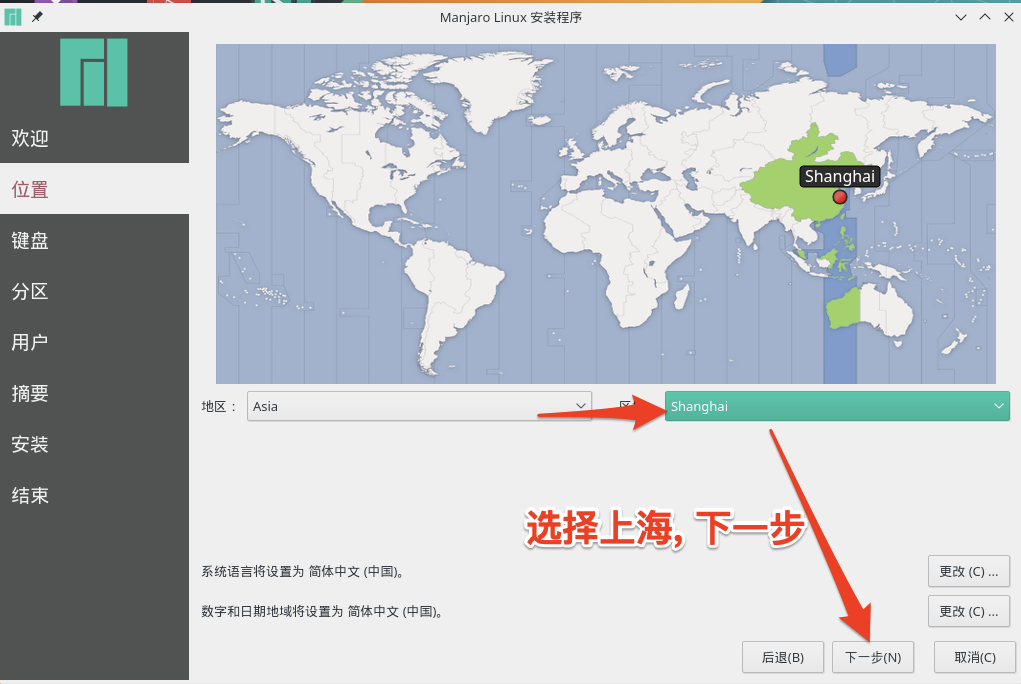 Manjaro Linux 安装程序
欢迎
位置
键盘
分区
用户
摘要
安装
结束
Shanghai
地区： Asia
Shanghai
选择上海, 下一步
系统语言将设置为 简体中文 (中国)。
更改 (C) ...
数字和日期地域将设置为 简体中文 (中国)。
更改 (C) ...
后退(B) 下一步(N) 取消(C)